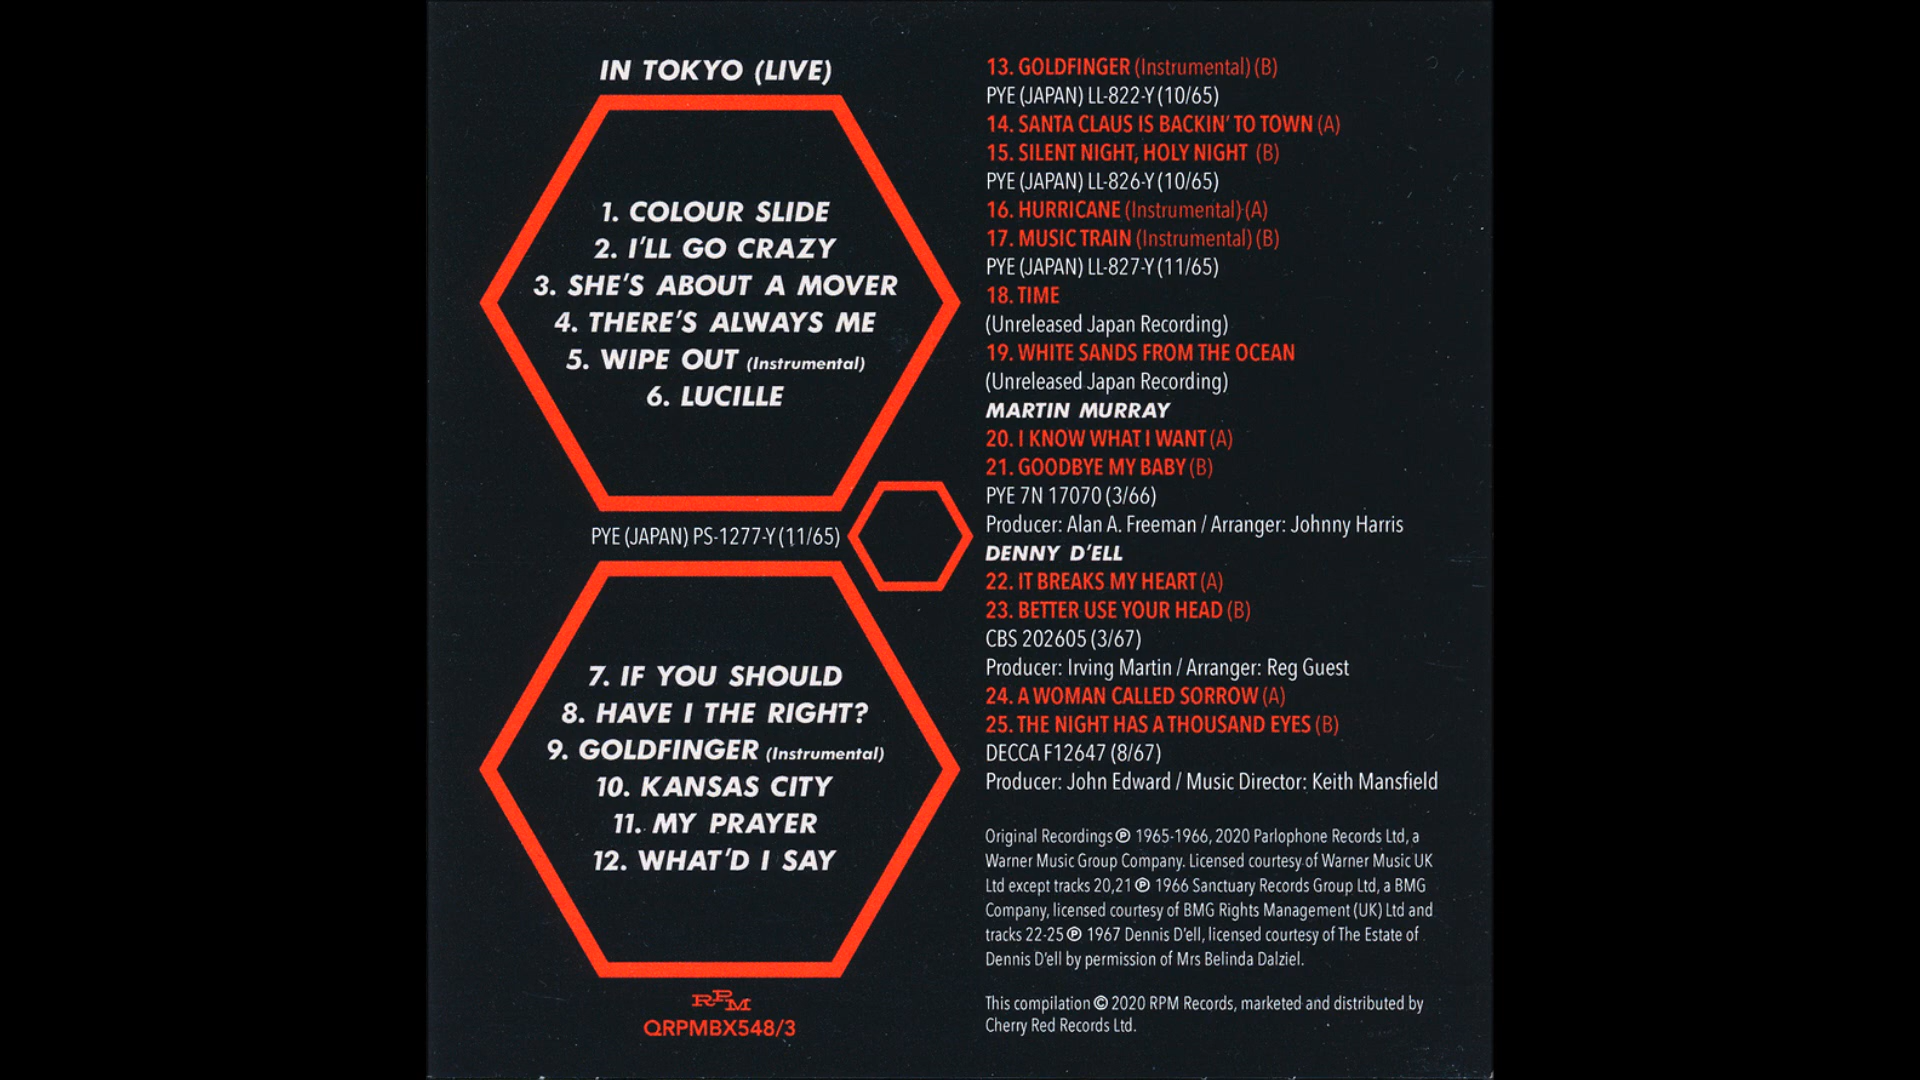 IN TOKYO (LIVE)
1. COLOUR SLIDE
2. I'LL GO CRAZY
3. SHE'S ABOUT A MOVER
4. THERE'S ALWAYS ME
5. WIPE OUT (Instrumental)
6. LUCILLE
PYE (JAPAN) PS-1277-Y (11/65)
7. IF YOU SHOULD
8. HAVE I THE RIGHT?
9. GOLDFINGER (Instrumental)
10. KANSAS CITY
11. MY PRAYER
12. WHAT'D I SAY
RPM
QRPMBX548/3
13. GOLDFINGER (Instrumental) (B)
PYE (JAPAN) LL-822-Y (10/65)
14. SANTA CLAUS IS BACKIN' TO TOWN (A)
15. SILENT NIGHT, HOLY NIGHT (B)
PYE (JAPAN) LL-826-Y (10/65)
16. HURRICANE (Instrumental) (A)
17. MUSIC TRAIN (Instrumental) (B)
PYE (JAPAN) LL-827-Y (11/65)
18. TIME
(Unreleased Japan Recording)
19. WHITE SANDS FROM THE OCEAN
(Unreleased Japan Recording)
MARTIN MURRAY
20. I KNOW WHAT I WANT (A)
21. GOODBYE MY BABY (B)
PYE 7N 17070 (3/66)
Producer: Alan A. Freeman / Arranger: Johnny Harris
DENNY D'ELL
22. IT BREAKS MY HEART (A)
23. BETTER USE YOUR HEAD (B)
CBS 202605 (3/67)
Producer: Irving Martin / Arranger: Reg Guest
24. A WOMAN CALLED SORROW (A)
25. THE NIGHT HAS A THOUSAND EYES (B)
DECCA F12647 (8/67)
Producer: John Edward / Music Director: Keith Mansfield
Original Recordings ℗ 1965-1966, 2020 Parlophone Records Ltd, a
Warner Music Group Company. Licensed courtesy of Warner Music UK
Ltd except tracks 20,21 ℗ 1966 Sanctuary Records Group Ltd, a BMG
Company, licensed courtesy of BMG Rights Management (UK) Ltd and
tracks 22-25 ℗ 1967 Dennis D'ell, licensed courtesy of The Estate of
Dennis D'ell by permission of Mrs Belinda Dalziel.
This compilation © 2020 RPM Records, marketed and distributed by
Cherry Red Records Ltd.